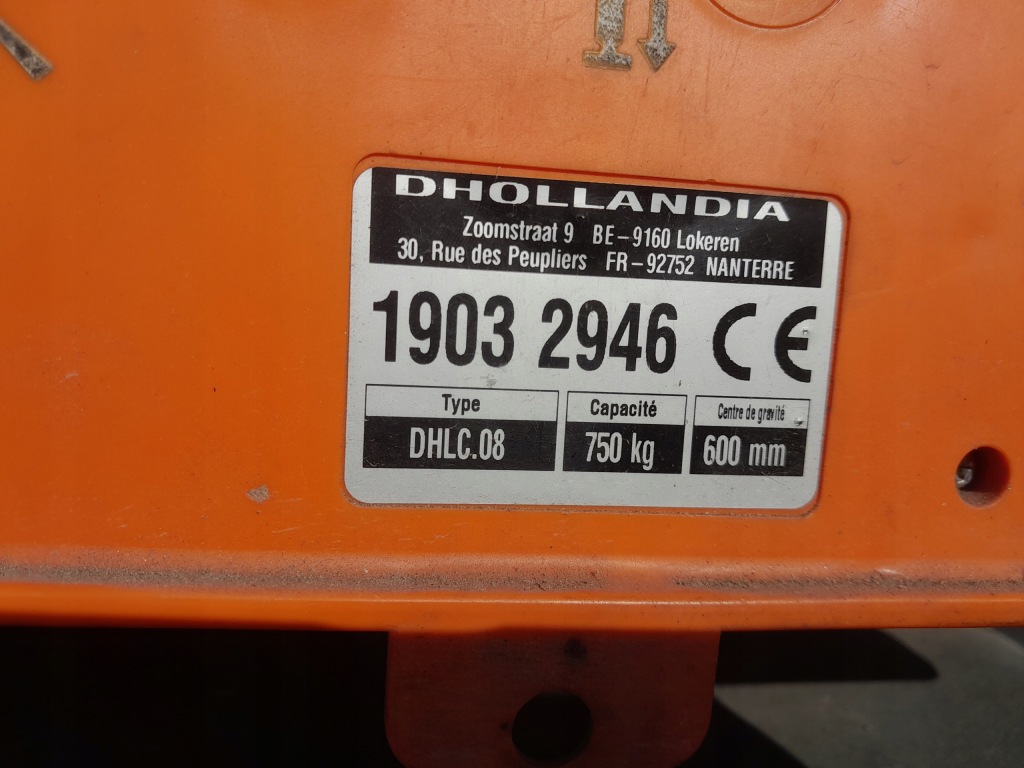 DHOLLANDIA
Zoomstraat 9 BE-9160 Lokeren
30, Rue des Peupliers FR-92752 NANTERRE
1903 2946 CE
Type Capacité Centre de gravité
DHLC.08 750 kg 600 mm